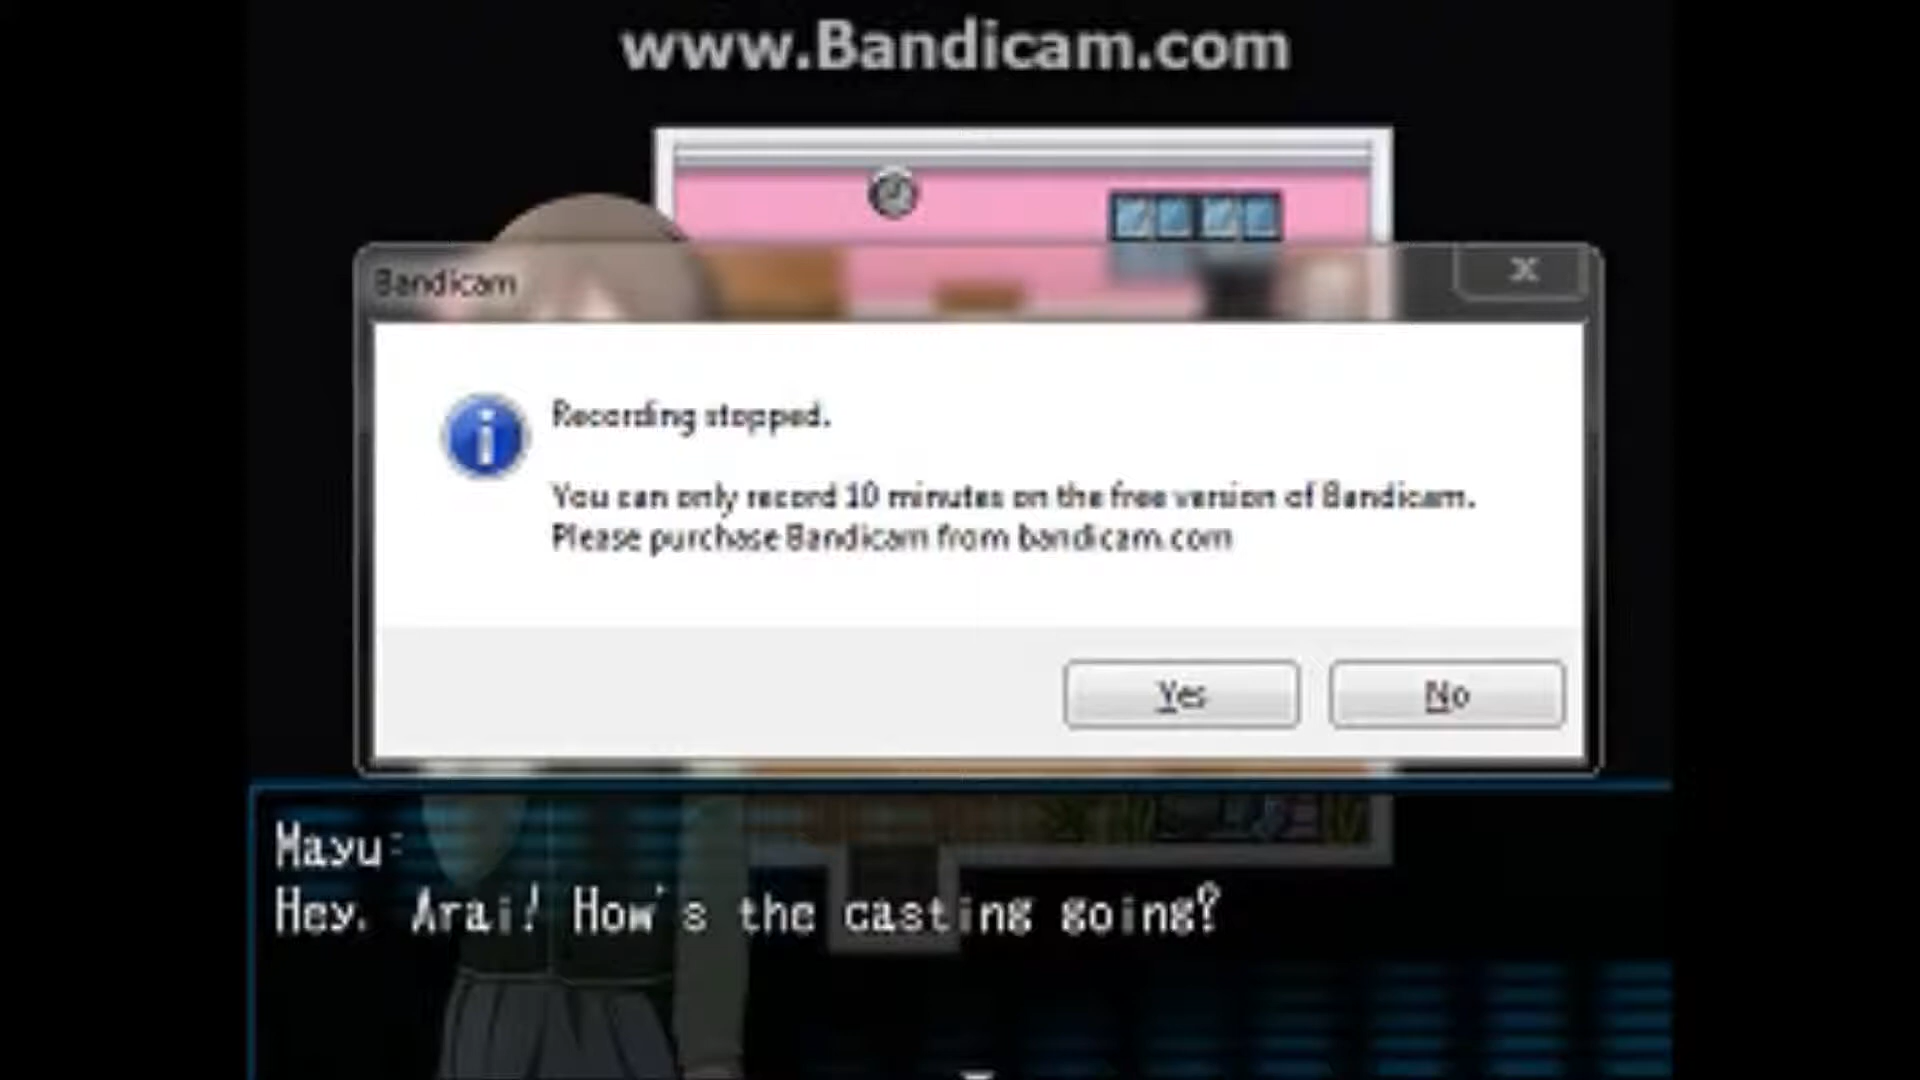 www.Bandicam.com
Bandicam
Recording stopped.
You can only record 10 minutes on the free version of Bandicam.
Please purchase Bandicam from bandicam.com
Yes
No
Mayu:
Hey, Arai! How's the casting going?